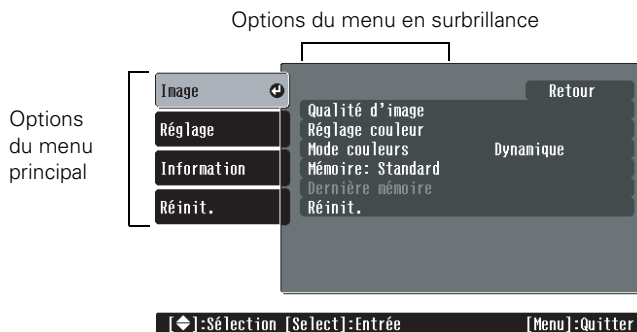 Options du menu en surbrillance
Options
du menu
principal
Image
Réglage
Information
Réinit.
Retour
Qualité d'image
Réglage couleur
Mode couleurs Dynamique
Mémoire: Standard
Dernière mémoire
Réinit.
[ ]:Sélection [Select]:Entrée [Menu]:Quitter